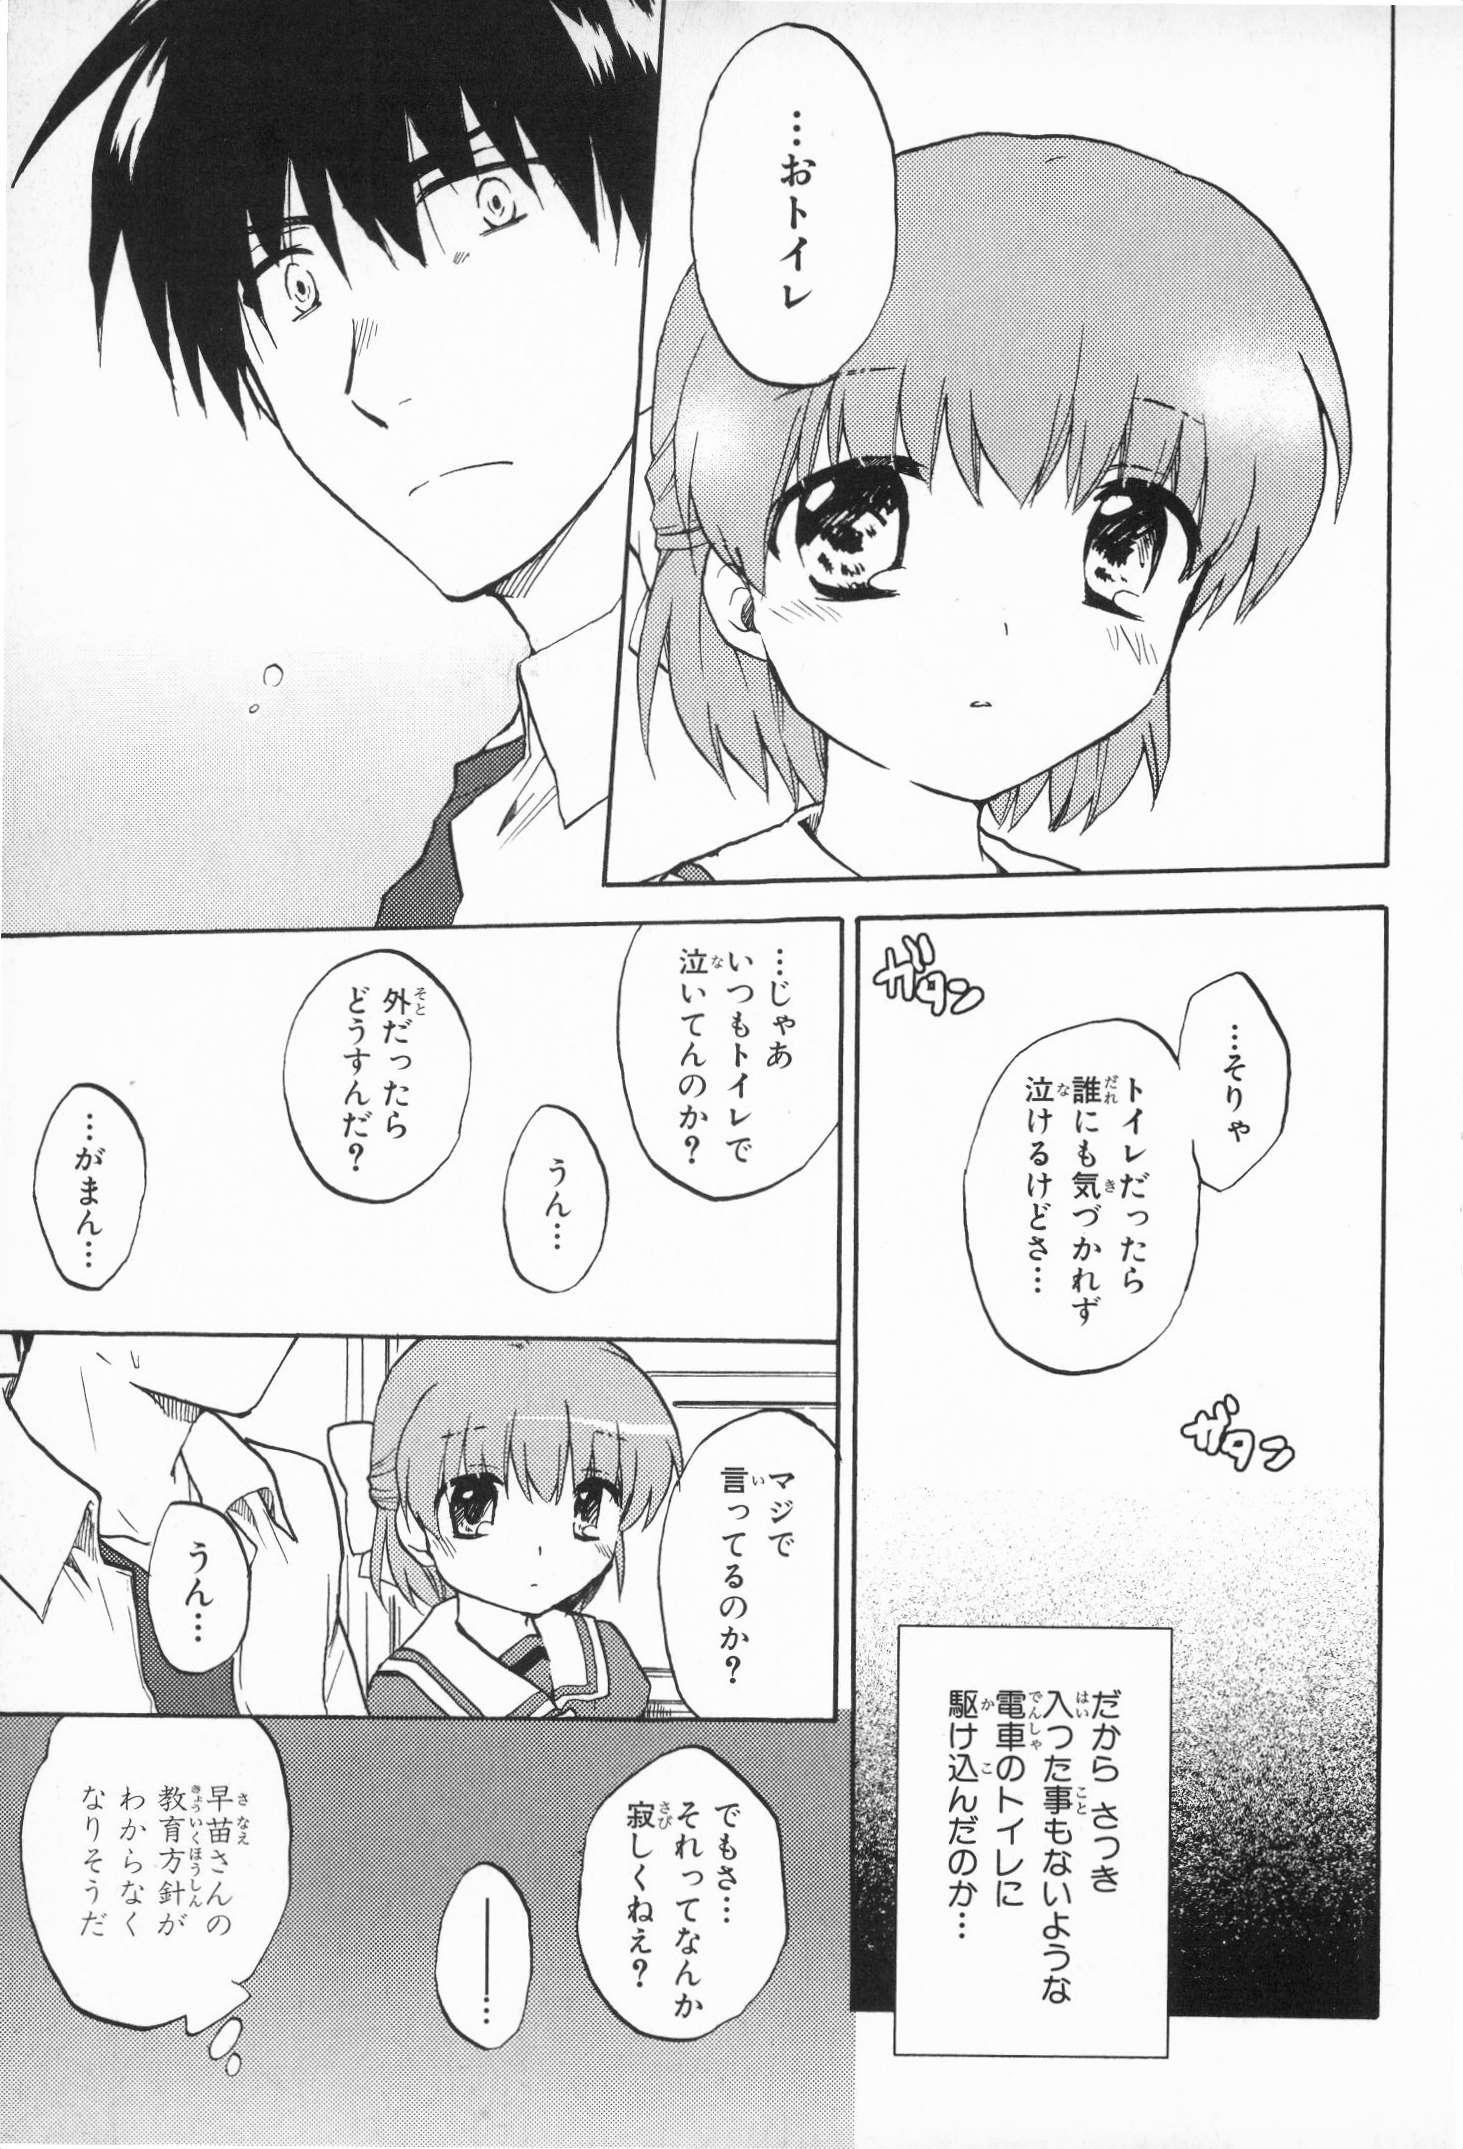 …おトイレ
…そりゃ
トイレだったら
誰にも気づかれず
泣けるけどさ…
ガタン
ガタン
だから さっき
入った事もないような
電車のトイレに
駆け込んだのか…
…じゃあ
いつもトイレで
泣いてんのか？
うん…
外だったら
どうすんだ？
…がまん…
マジで
言ってるのか？
うん…
でもさ…
それってなんか
寂しくねえ？
───…
早苗さんの
教育方針が
わからなく
なりそうだ